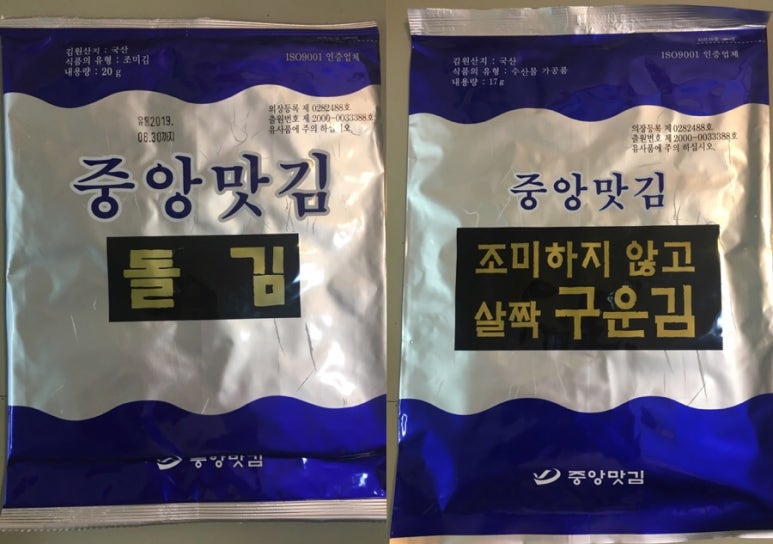 김원산지 : 국산
식품의 유형 : 조미김
내용량 : 20g
ISO9001 인증업체
유통2019.
08.30까지
의장등록 제 0282488호
출원번호 제 2000-0033388호
유사품에 주의 하십시오.
중앙맛김
돌 김
중앙맛김
김원산지 : 국산
식품의 유형 : 수산물 가공품
내용량 : 17g
ISO9001 인증업체
의장등록 제0282488호
출원번호 제2000-0033388호
유사품에 주의 하십시오.
중앙맛김
조미하지 않고
살짝 구운김
중앙맛김